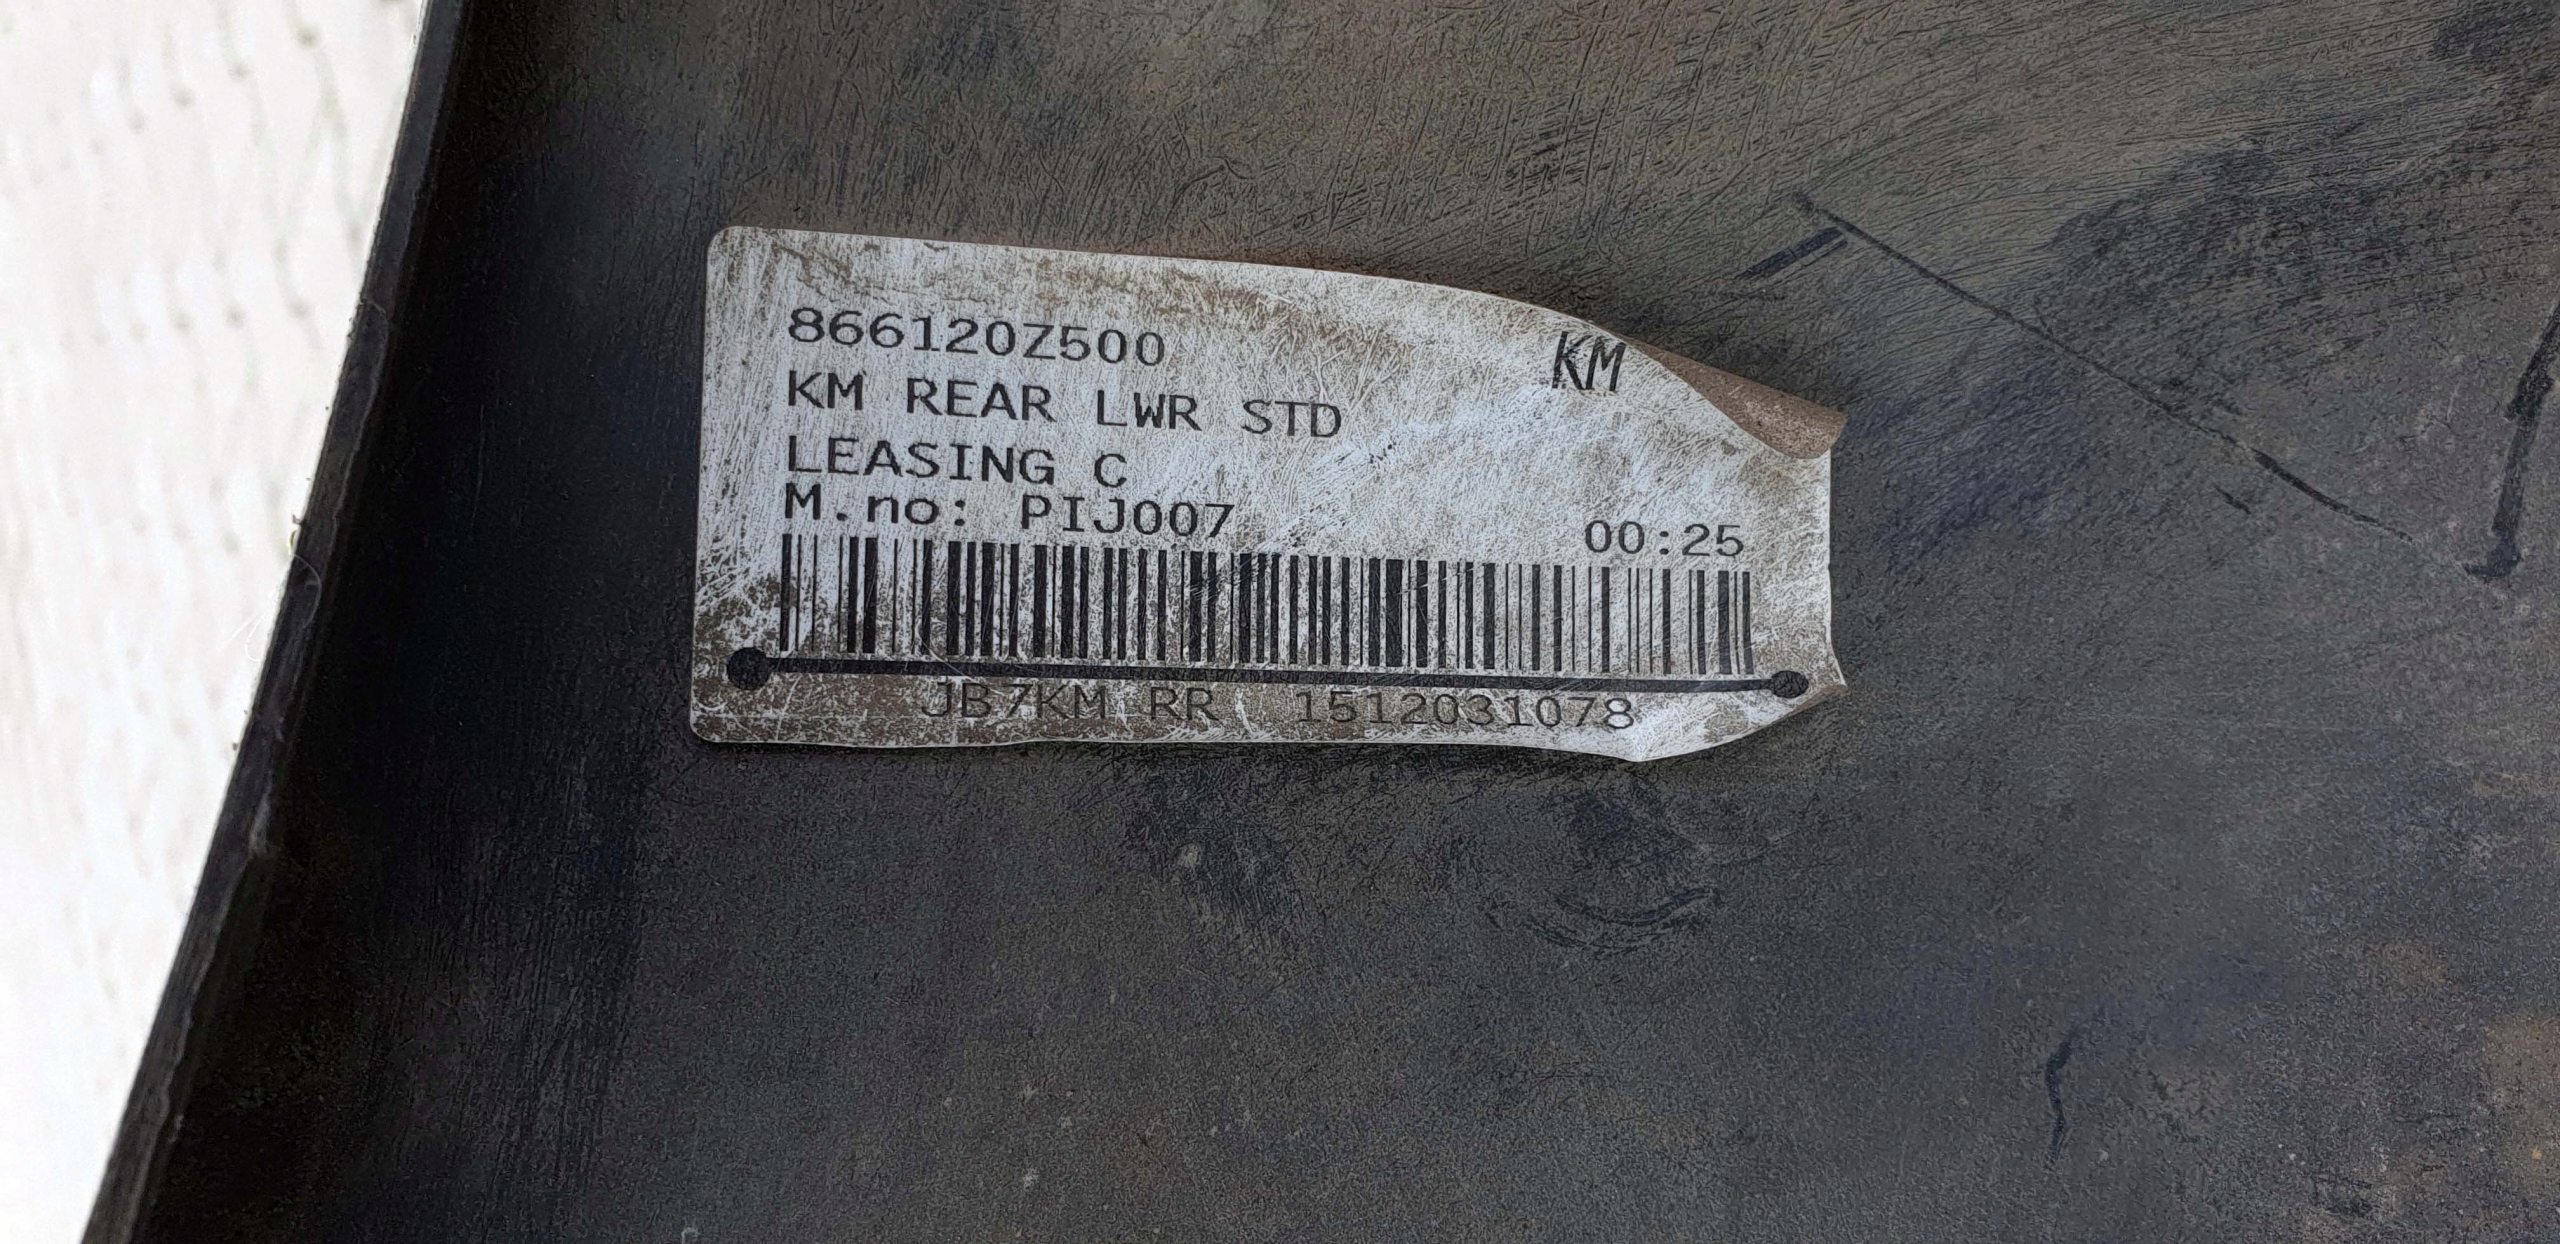 866120Z500
KM
KM REAR LWR STD
LEASING C
M.no: PIJ007
00:25
JB7KM RR 1512031078